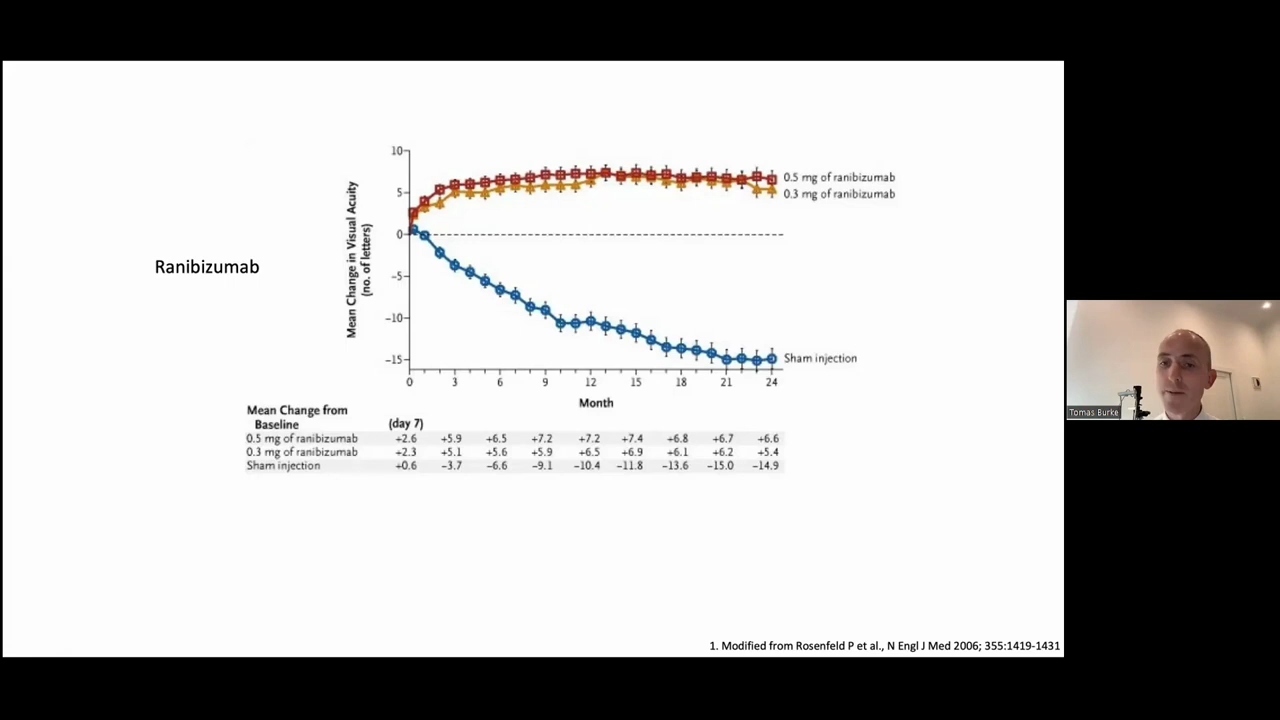 10
0.5 mg of ranibizumab
5
0.3 mg of ranibizumab
0
Mean Change in Visual Acuity
(no. of letters)
Ranibizumab
−5
−10
−15
Sham injection
0 3 6 9 12 15 18 21 24
Month
Mean Change from
Baseline (day 7)
0.5 mg of ranibizumab +2.6 +5.9 +6.5 +7.2 +7.2 +7.4 +6.8 +6.7 +6.6
0.3 mg of ranibizumab +2.3 +5.1 +5.6 +5.9 +6.5 +6.9 +6.1 +6.2 +5.4
Sham injection +0.6 −3.7 −6.6 −9.1 −10.4 −11.8 −13.6 −15.0 −14.9
Tomas Burke
1. Modified from Rosenfeld P et al., N Engl J Med 2006; 355:1419-1431